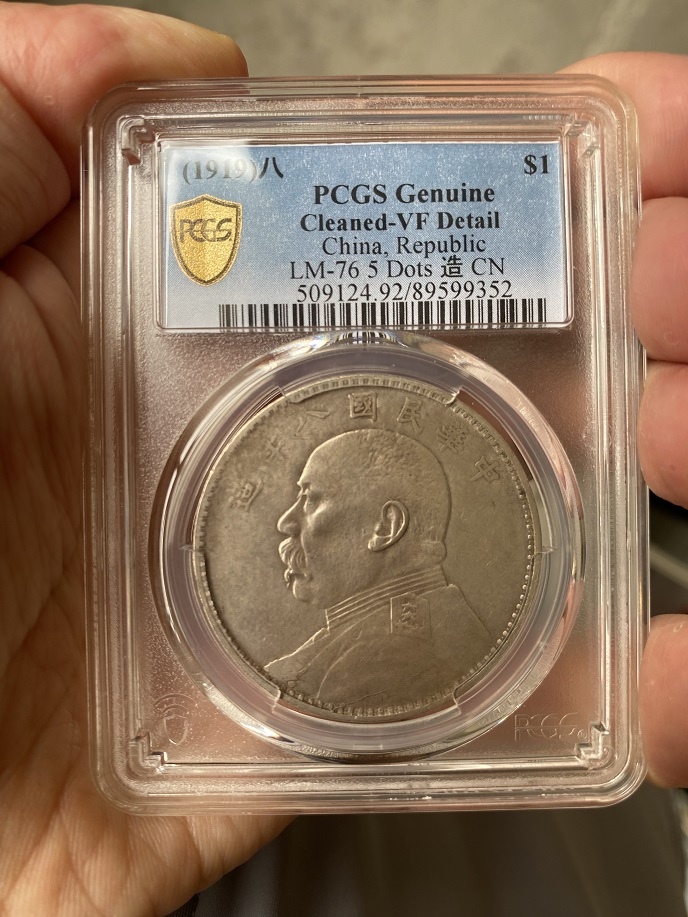 (1919)八 $1
PCGS
PCGS Genuine
Cleaned-VF Detail
China, Republic
LM-76 5 Dots 造 CN
509124.92/89599352
中華民國八年造
PCGS